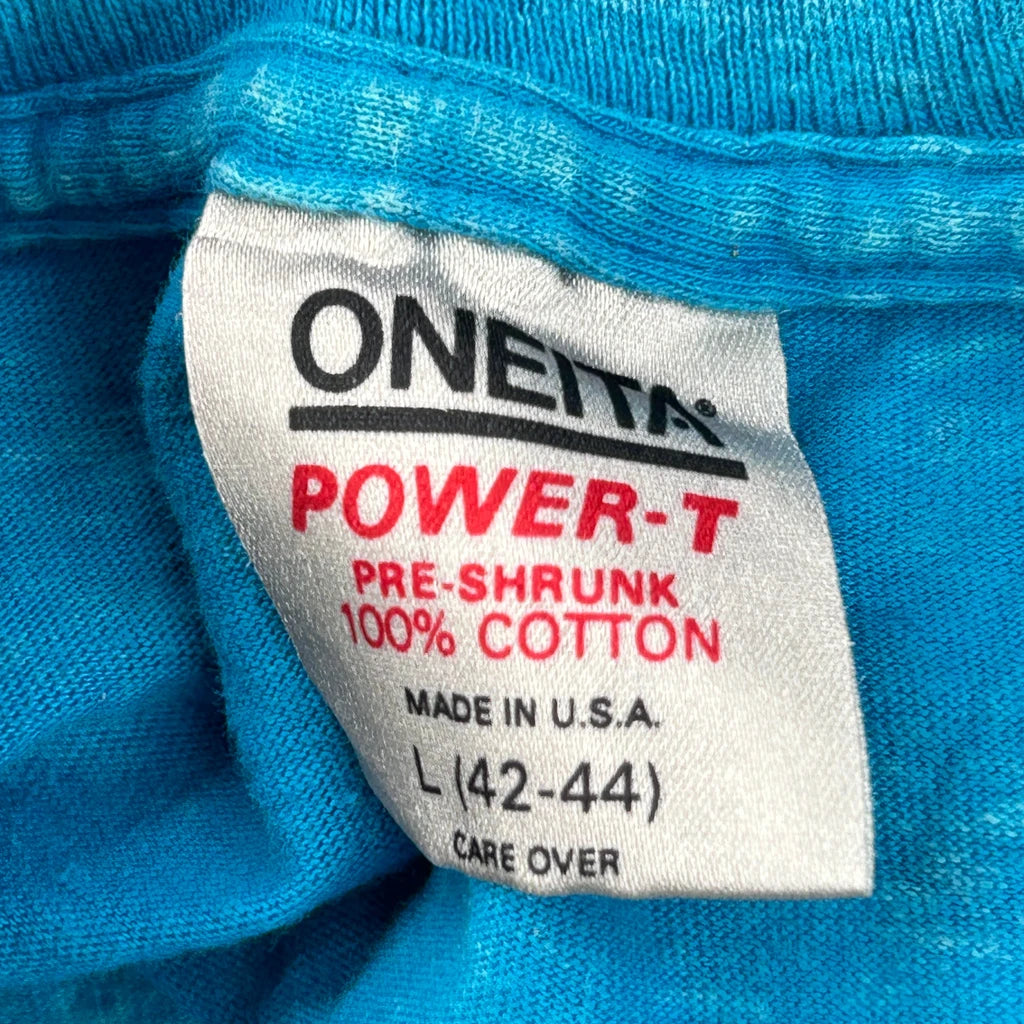 ONEITA®
POWER-T
PRE-SHRUNK
100% COTTON
MADE IN U.S.A.
L (42-44)
CARE OVER